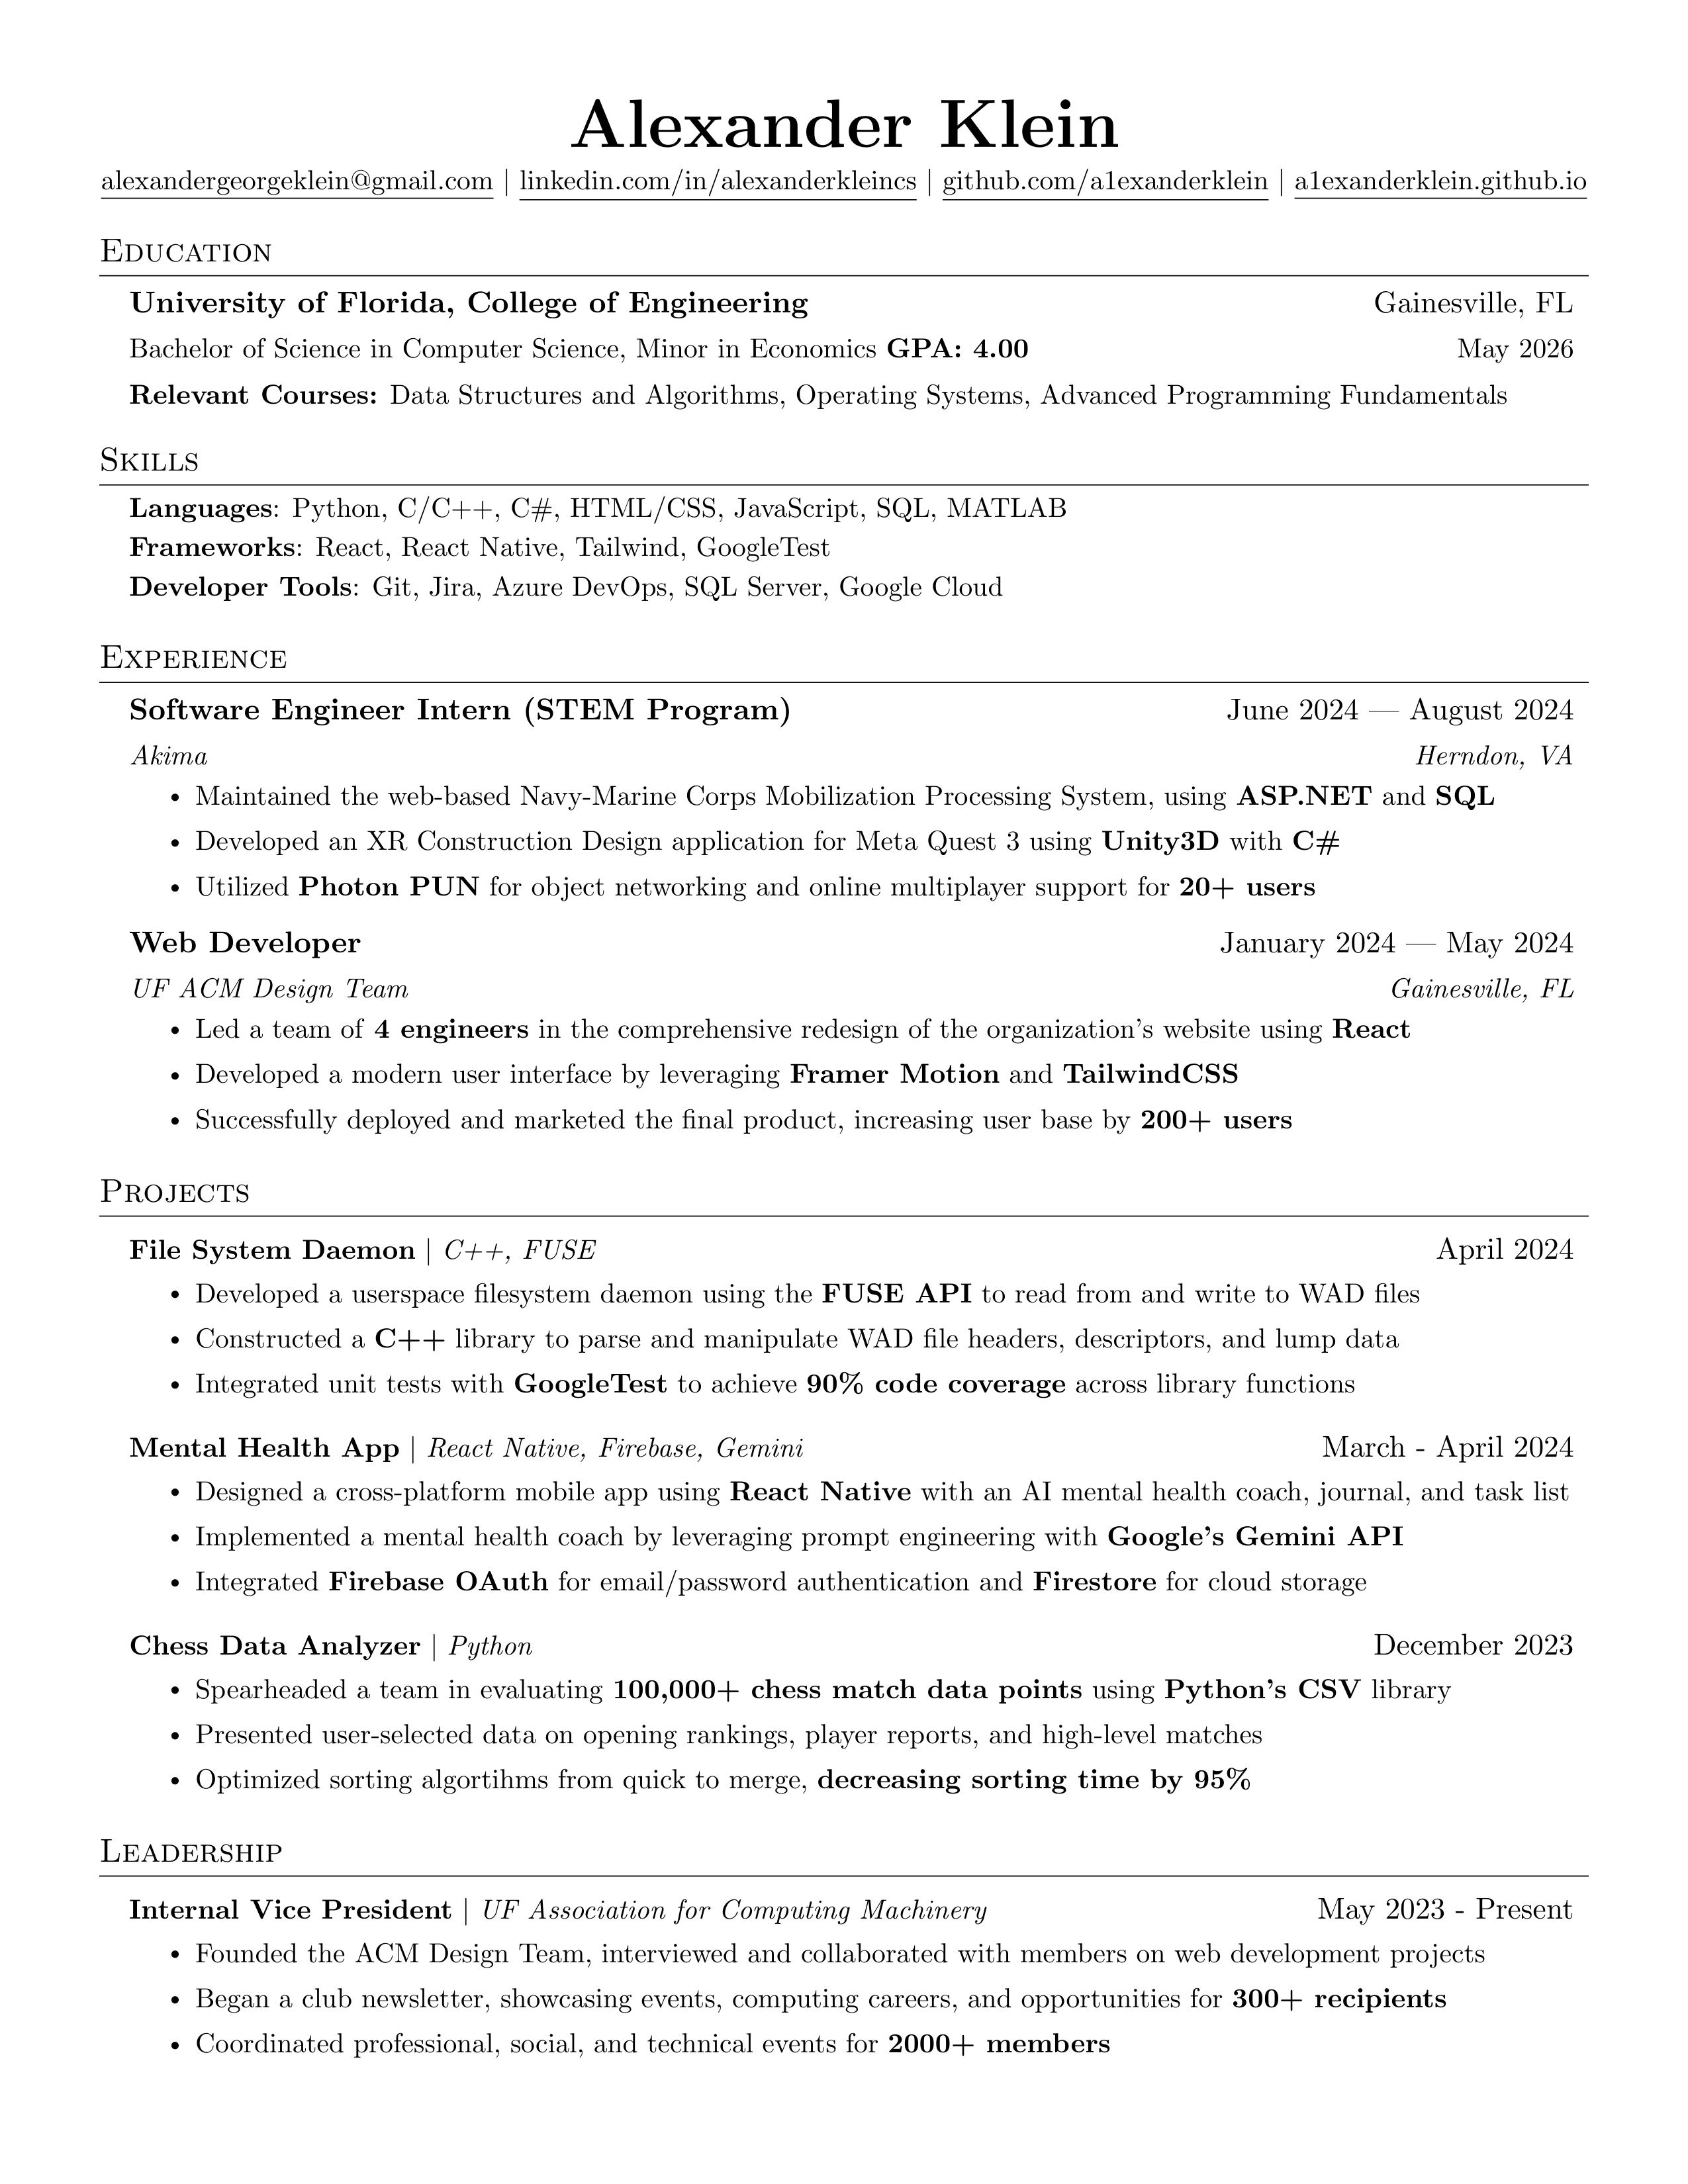 Alexander Klein
alexandergeorgeklein@gmail.com | linkedin.com/in/alexanderkleincs | github.com/a1exanderklein | a1exanderklein.github.io
Education
University of Florida, College of Engineering Gainesville, FL
Bachelor of Science in Computer Science, Minor in Economics GPA: 4.00 May 2026
Relevant Courses: Data Structures and Algorithms, Operating Systems, Advanced Programming Fundamentals
Skills
Languages: Python, C/C++, C#, HTML/CSS, JavaScript, SQL, MATLAB
Frameworks: React, React Native, Tailwind, GoogleTest
Developer Tools: Git, Jira, Azure DevOps, SQL Server, Google Cloud
Experience
Software Engineer Intern (STEM Program) June 2024 — August 2024
Akima Herndon, VA
• Maintained the web-based Navy-Marine Corps Mobilization Processing System, using ASP.NET and SQL
• Developed an XR Construction Design application for Meta Quest 3 using Unity3D with C#
• Utilized Photon PUN for object networking and online multiplayer support for 20+ users
Web Developer January 2024 — May 2024
UF ACM Design Team Gainesville, FL
• Led a team of 4 engineers in the comprehensive redesign of the organization's website using React
• Developed a modern user interface by leveraging Framer Motion and TailwindCSS
• Successfully deployed and marketed the final product, increasing user base by 200+ users
Projects
File System Daemon | C++, FUSE April 2024
• Developed a userspace filesystem daemon using the FUSE API to read from and write to WAD files
• Constructed a C++ library to parse and manipulate WAD file headers, descriptors, and lump data
• Integrated unit tests with GoogleTest to achieve 90% code coverage across library functions
Mental Health App | React Native, Firebase, Gemini March - April 2024
• Designed a cross-platform mobile app using React Native with an AI mental health coach, journal, and task list
• Implemented a mental health coach by leveraging prompt engineering with Google's Gemini API
• Integrated Firebase OAuth for email/password authentication and Firestore for cloud storage
Chess Data Analyzer | Python December 2023
• Spearheaded a team in evaluating 100,000+ chess match data points using Python's CSV library
• Presented user-selected data on opening rankings, player reports, and high-level matches
• Optimized sorting algortihms from quick to merge, decreasing sorting time by 95%
Leadership
Internal Vice President | UF Association for Computing Machinery May 2023 - Present
• Founded the ACM Design Team, interviewed and collaborated with members on web development projects
• Began a club newsletter, showcasing events, computing careers, and opportunities for 300+ recipients
• Coordinated professional, social, and technical events for 2000+ members